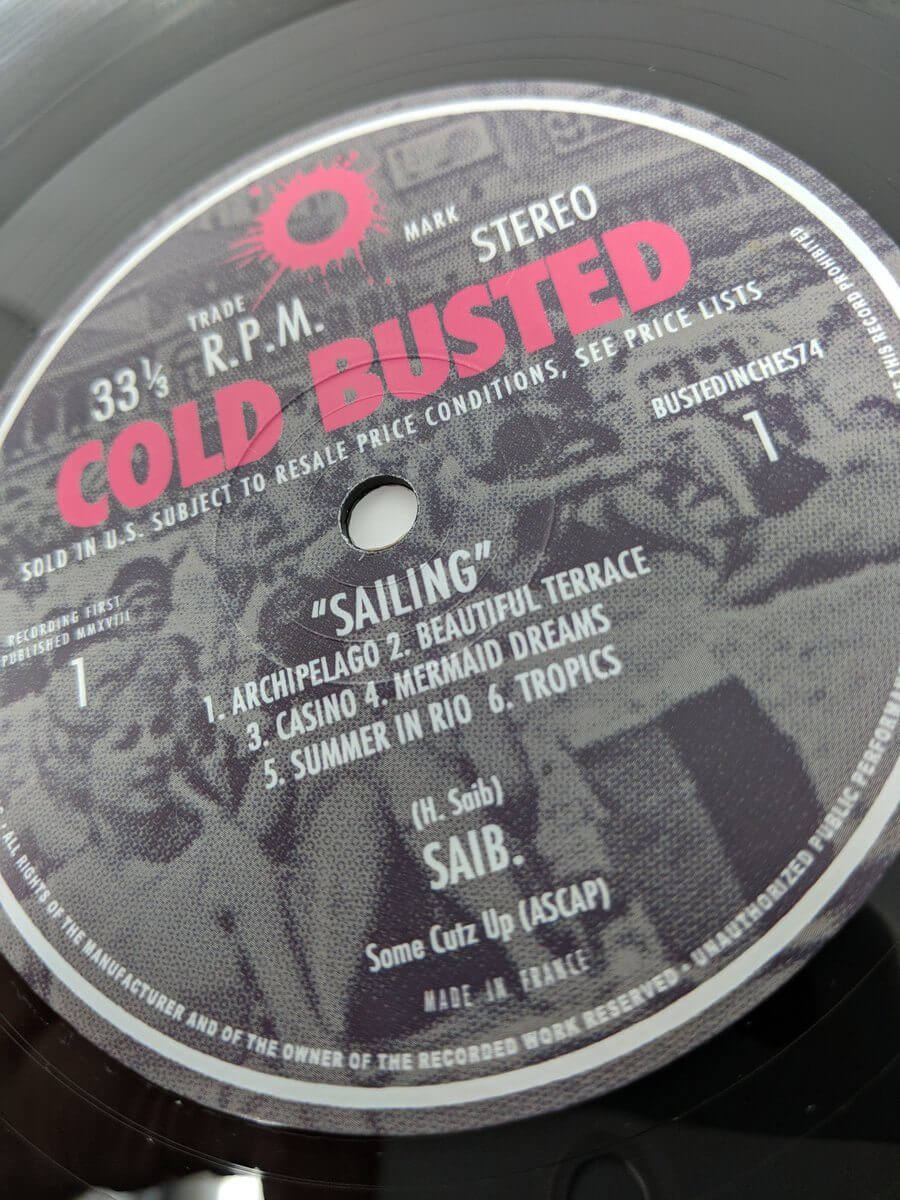 TRADE MARK
33⅓ R.P.M. STEREO
COLD BUSTED
SOLD IN U.S. SUBJECT TO RESALE PRICE CONDITIONS, SEE PRICE LISTS
RECORDING FIRST
PUBLISHED MMXVIII
1
BUSTEDINCHES74
1
"SAILING"
1. ARCHIPELAGO 2. BEAUTIFUL TERRACE
3. CASINO 4. MERMAID DREAMS
5. SUMMER IN RIO 6. TROPICS
(H. Saib)
SAIB.
Some Cutz Up (ASCAP)
MADE IN FRANCE
ALL RIGHTS OF THE MANUFACTURER AND OF THE OWNER OF THE RECORDED WORK RESERVED - UNAUTHORIZED PUBLIC
THIS RECORD PROHIBITED